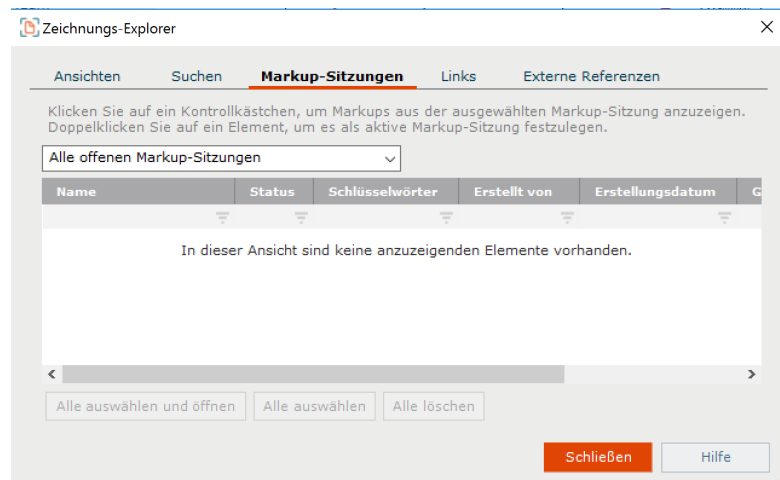 Zeichnungs-Explorer
Ansichten Suchen Markup-Sitzungen Links Externe Referenzen
Klicken Sie auf ein Kontrollkästchen, um Markups aus der ausgewählten Markup-Sitzung anzuzeigen.
Doppelklicken Sie auf ein Element, um es als aktive Markup-Sitzung festzulegen.
Alle offenen Markup-Sitzungen
Name Status Schlüsselwörter Erstellt von Erstellungsdatum
In dieser Ansicht sind keine anzuzeigenden Elemente vorhanden.
Alle auswählen und öffnen Alle auswählen Alle löschen
Schließen Hilfe